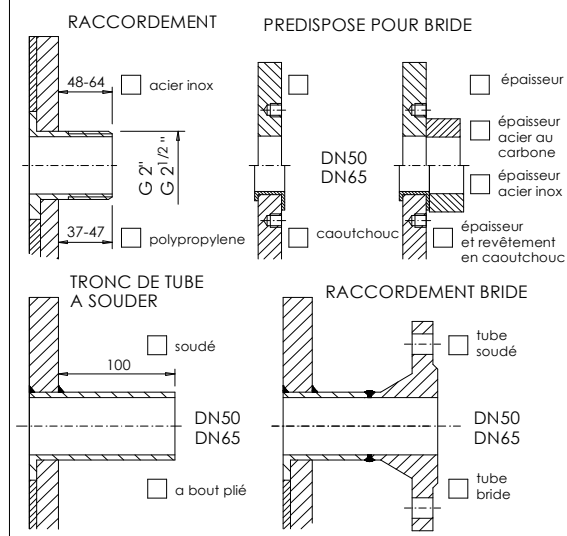 RACCORDEMENT
48-64
acier inox
G 2"
G 2 1/2"
37-47
polypropylene
PREDISPOSE POUR BRIDE
DN50
DN65
caoutchouc
épaisseur
épaisseur
acier au
carbone
épaisseur
acier inox
épaisseur
et revêtement
en caoutchouc
TRONC DE TUBE
A SOUDER
soudé
100
DN50
DN65
a bout plié
RACCORDEMENT BRIDE
tube
soudé
DN50
DN65
tube
bride